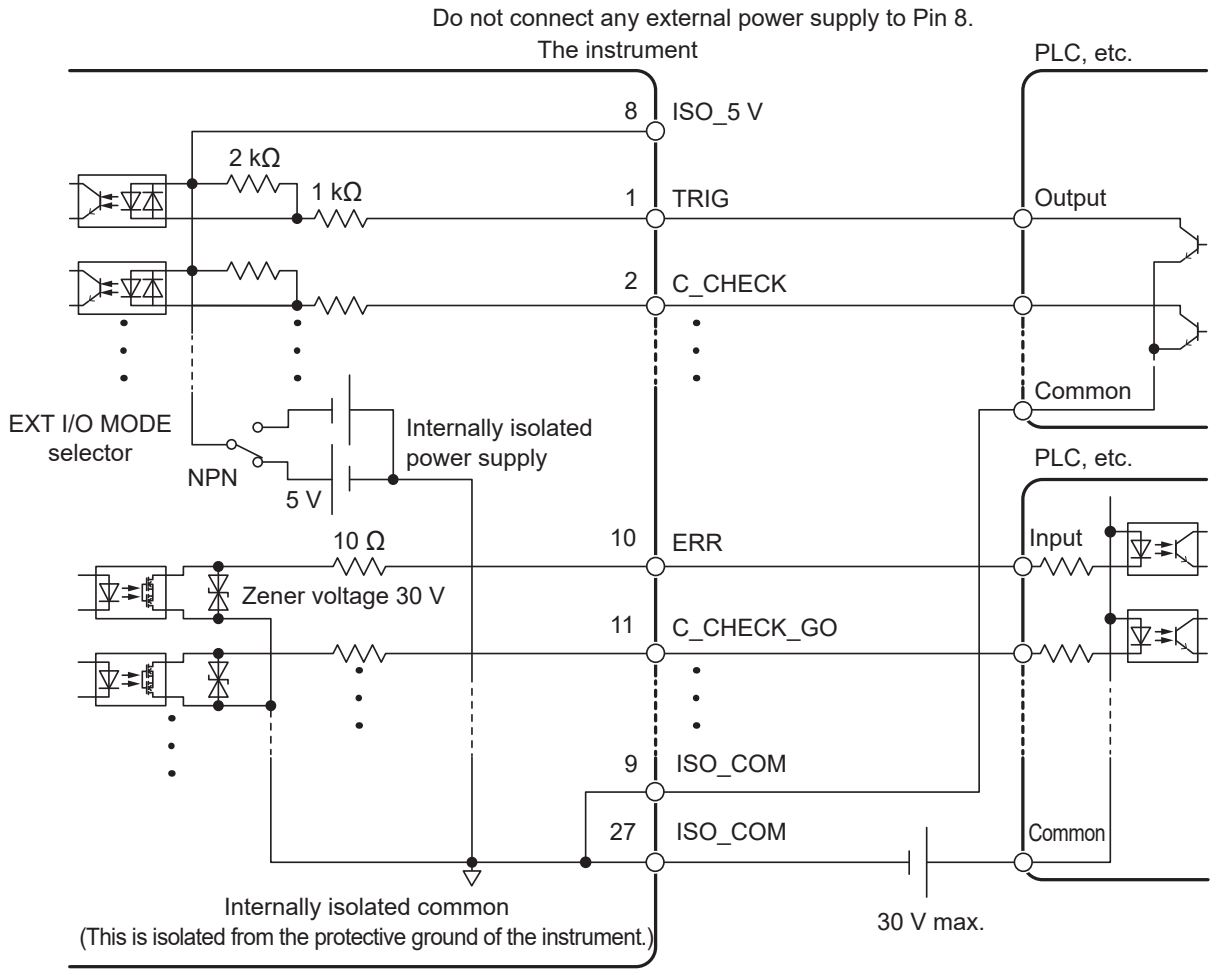 Do not connect any external power supply to Pin 8.
The instrument
PLC, etc.
8 ISO_5 V
2 kΩ
1 kΩ
1 TRIG
Output
2 C_CHECK
Common
EXT I/O MODE
selector
NPN
5 V
Internally isolated
power supply
PLC, etc.
10 Ω
10 ERR
Input
Zener voltage 30 V
11 C_CHECK_GO
9 ISO_COM
27 ISO_COM
Common
30 V max.
Internally isolated common
(This is isolated from the protective ground of the instrument.)